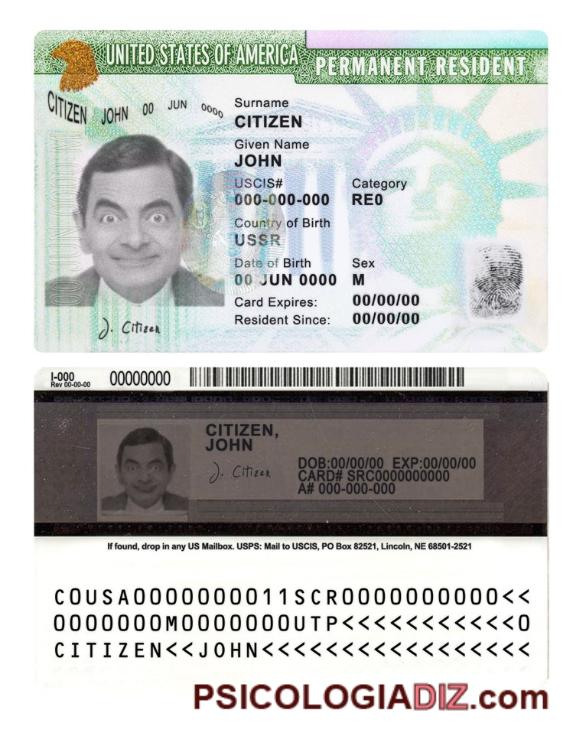 UNITED STATES OF AMERICA
PERMANENT RESIDENT
CITIZEN JOHN 00 JUN 0000
Surname
CITIZEN
Given Name
JOHN
USCIS# Category
000-000-000 RE0
Country of Birth
USSR
Date of Birth Sex
00 JUN 0000 M
Card Expires: 00/00/00
Resident Since: 00/00/00
J. Citizen
I-000
Rev 00-00-00
00000000
CITIZEN,
JOHN
J. Citizen
DOB:00/00/00 EXP:00/00/00
CARD# SRC0000000000
A# 000-000-000
If found, drop in any US Mailbox. USPS: Mail to USCIS, PO Box 82521, Lincoln, NE 68501-2521
COUSA0000000011SCR0000000000<<
0000000M0000000UTP<<<<<<<<<<<0
CITIZEN<<JOHN<<<<<<<<<<<<<<<<<
PSICOLOGIADIZ.com